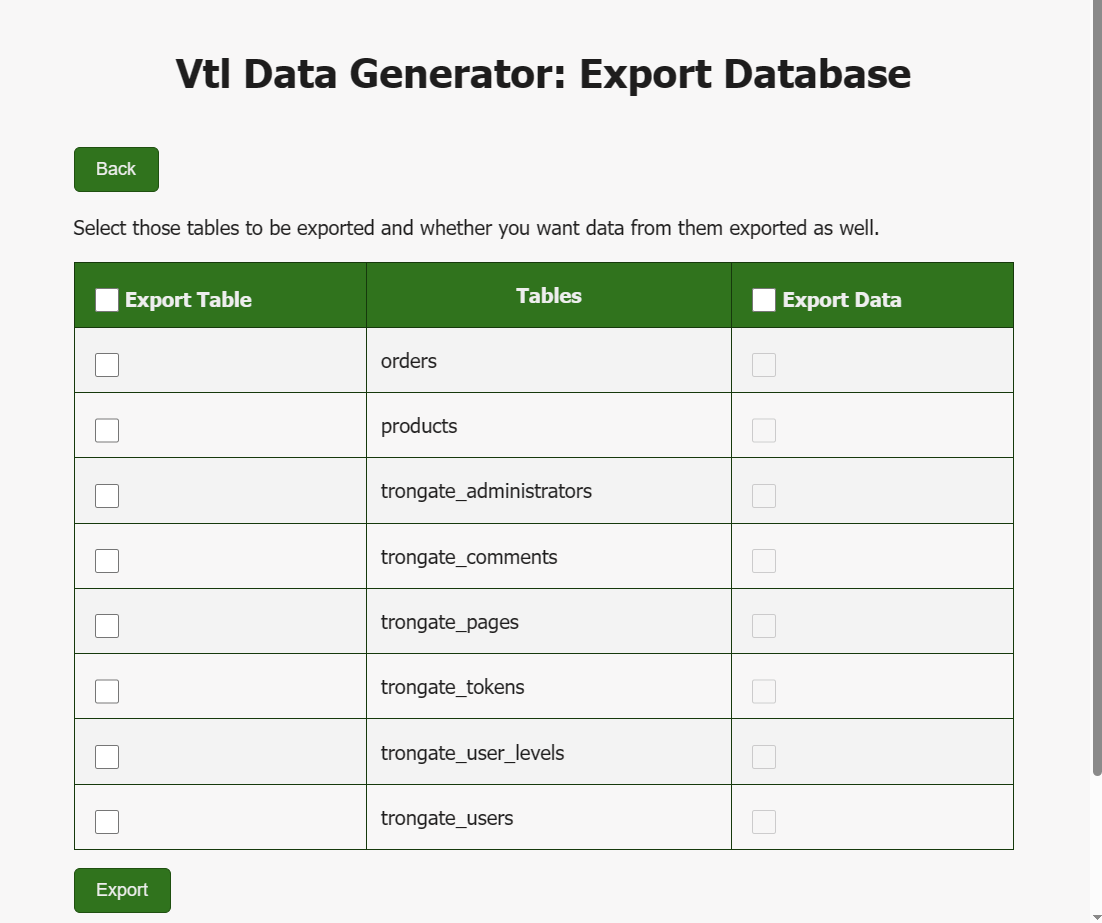 Vtl Data Generator: Export Database
Back
Select those tables to be exported and whether you want data from them exported as well.
Export Table Tables Export Data
orders
products
trongate_administrators
trongate_comments
trongate_pages
trongate_tokens
trongate_user_levels
trongate_users
Export